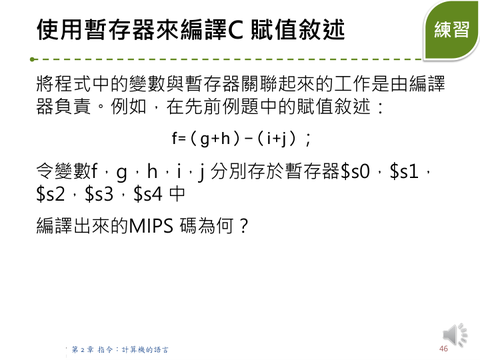 使用暫存器來編譯C 賦值敘述
練習
將程式中的變數與暫存器關聯起來的工作是由編譯
器負責。例如，在先前例題中的賦值敘述：
f=(g+h)-(i+j)；
令變數f，g，h，i，j 分別存於暫存器$s0，$s1，
$s2，$s3，$s4 中
編譯出來的MIPS 碼為何？
第 2 章 指令：計算機的語言
46